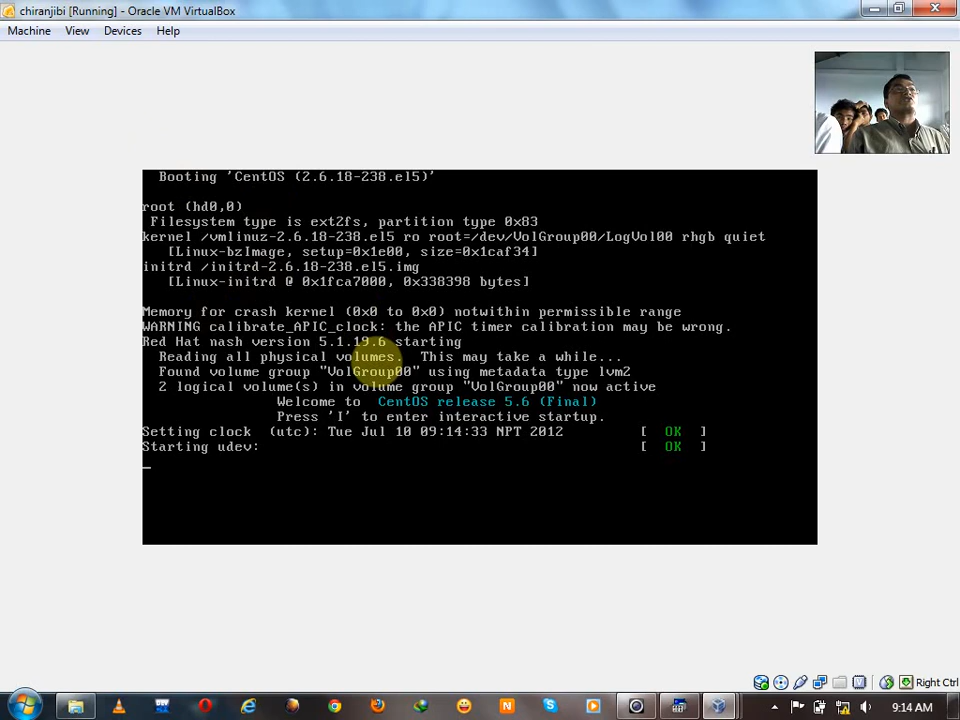 chiranjibi [Running] - Oracle VM VirtualBox
Machine View Devices Help
Booting 'CentOS (2.6.18-238.el5)'
root (hd0,0)
Filesystem type is ext2fs, partition type 0x83
kernel /vmlinuz-2.6.18-238.el5 ro root=/dev/VolGroup00/LogVol00 rhgb quiet
[Linux-bzImage, setup=0x1e00, size=0x1caf34]
initrd /initrd-2.6.18-238.el5.img
[Linux-initrd @ 0x1fca7000, 0x338398 bytes]
Memory for crash kernel (0x0 to 0x0) notwithin permissible range
WARNING calibrate_APIC_clock: the APIC timer calibration may be wrong.
Red Hat nash version 5.1.19.6 starting
Reading all physical volumes. This may take a while...
Found volume group "VolGroup00" using metadata type lvm2
2 logical volume(s) in volume group "VolGroup00" now active
Welcome to CentOS release 5.6 (Final)
Press 'I' to enter interactive startup.
Setting clock (utc): Tue Jul 10 09:14:33 NPT 2012 [ OK ]
Starting udev: [ OK ]
Right Ctrl
9:14 AM